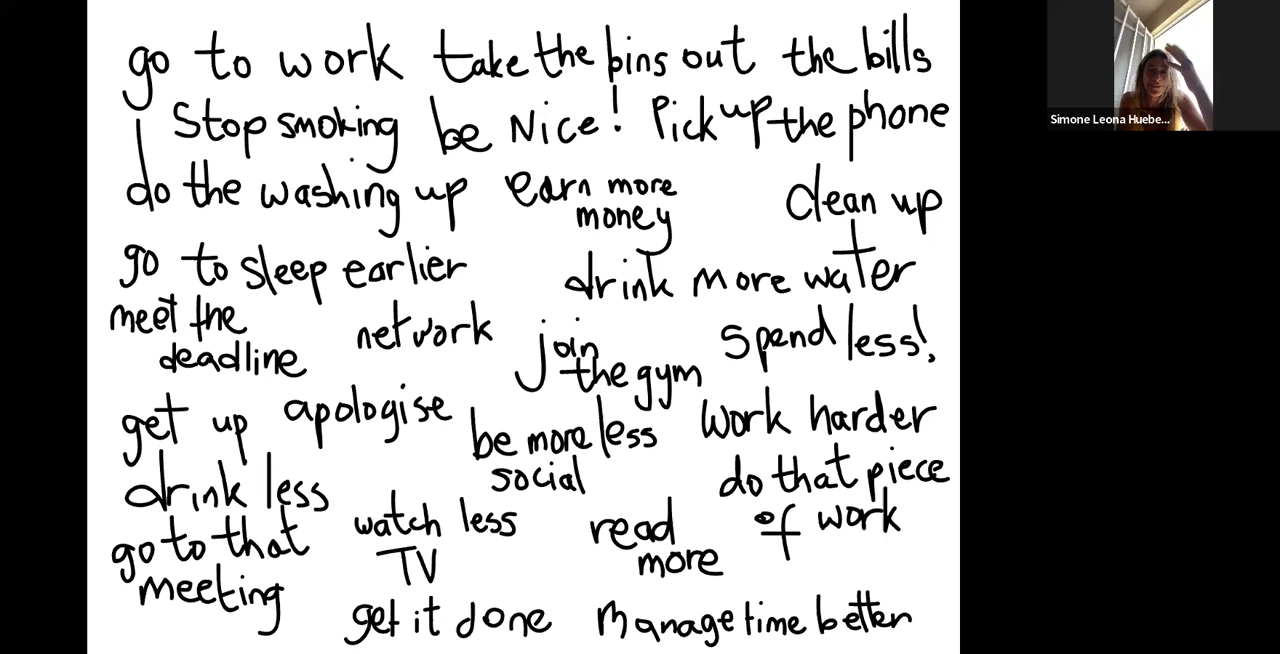 go to work take the bins out the bills
Stop smoking be Nice! Pick up the phone
do the washing up earn more money clean up
go to sleep earlier drink more water
meet the deadline network join the gym spend less!
get up apologise be more less social work harder
drink less watch less TV read more do that piece of work
go to that meeting
get it done Manage time better
Simone Leona Huebe...